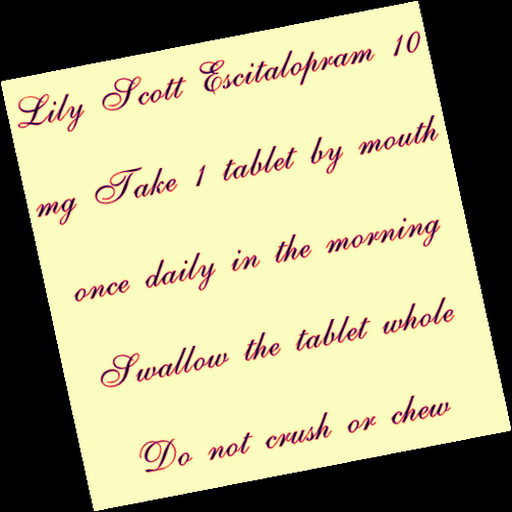 Lily Scott Escitalopram 10
mg Take 1 tablet by mouth
once daily in the morning
Swallow the tablet whole
Do not crush or chew